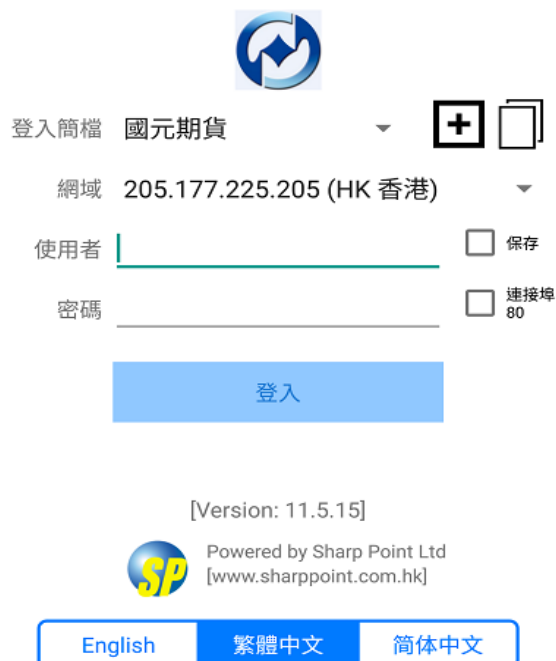 登入簡檔 國元期貨
網域 205.177.225.205 (HK 香港)
使用者 保存
密碼 連接埠
80
登入
[Version: 11.5.15]
SP Powered by Sharp Point Ltd
[www.sharppoint.com.hk]
English 繁體中文 简体中文